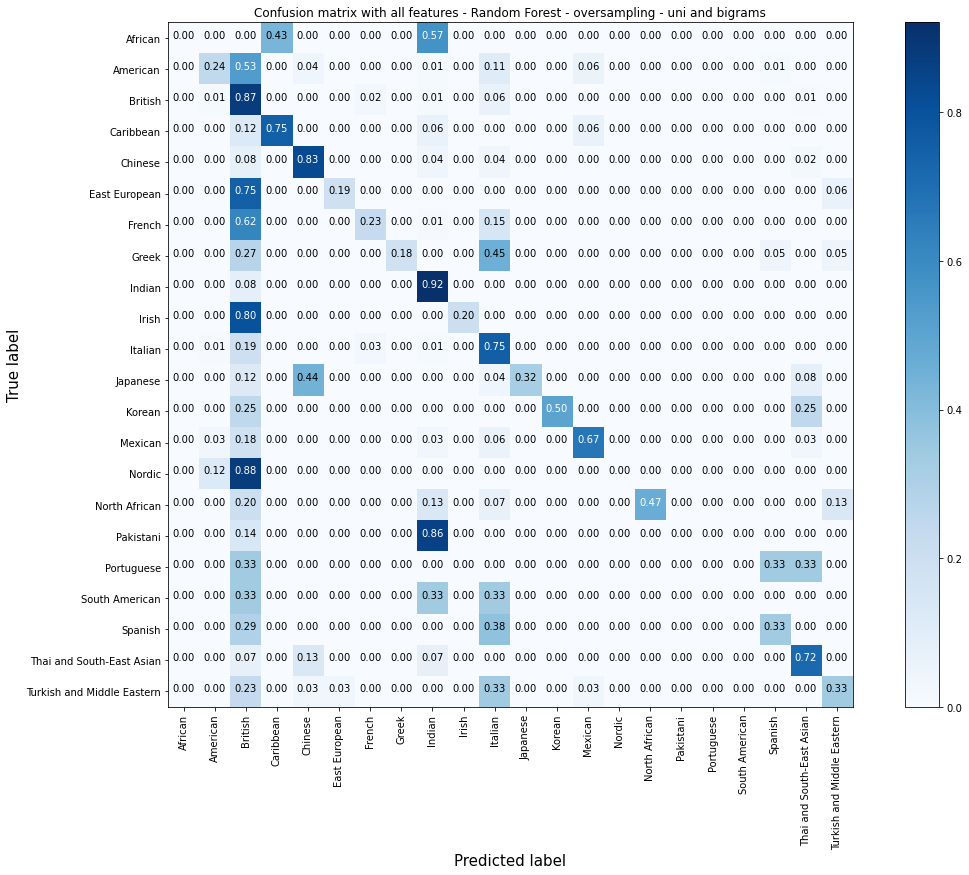 Confusion matrix with all features - Random Forest - oversampling - uni and bigrams
African 0.00 0.00 0.00 0.43 0.00 0.00 0.00 0.00 0.57 0.00 0.00 0.00 0.00 0.00 0.00 0.00 0.00 0.00 0.00 0.00 0.00 0.00
American 0.00 0.24 0.53 0.00 0.04 0.00 0.00 0.00 0.01 0.00 0.11 0.00 0.00 0.06 0.00 0.00 0.00 0.00 0.00 0.01 0.00 0.00
British 0.00 0.01 0.87 0.00 0.00 0.00 0.02 0.00 0.01 0.00 0.06 0.00 0.00 0.00 0.00 0.00 0.00 0.00 0.00 0.00 0.01 0.00
Caribbean 0.00 0.00 0.12 0.75 0.00 0.00 0.00 0.00 0.06 0.00 0.00 0.00 0.00 0.06 0.00 0.00 0.00 0.00 0.00 0.00 0.00 0.00
Chinese 0.00 0.00 0.08 0.00 0.83 0.00 0.00 0.00 0.04 0.00 0.04 0.00 0.00 0.00 0.00 0.00 0.00 0.00 0.00 0.00 0.02 0.00
East European 0.00 0.00 0.75 0.00 0.00 0.19 0.00 0.00 0.00 0.00 0.00 0.00 0.00 0.00 0.00 0.00 0.00 0.00 0.00 0.00 0.00 0.06
French 0.00 0.00 0.62 0.00 0.00 0.00 0.23 0.00 0.01 0.00 0.15 0.00 0.00 0.00 0.00 0.00 0.00 0.00 0.00 0.00 0.00 0.00
Greek 0.00 0.00 0.27 0.00 0.00 0.00 0.00 0.18 0.00 0.00 0.45 0.00 0.00 0.00 0.00 0.00 0.00 0.00 0.00 0.05 0.00 0.05
Indian 0.00 0.00 0.08 0.00 0.00 0.00 0.00 0.00 0.92 0.00 0.00 0.00 0.00 0.00 0.00 0.00 0.00 0.00 0.00 0.00 0.00 0.00
Irish 0.00 0.00 0.80 0.00 0.00 0.00 0.00 0.00 0.00 0.20 0.00 0.00 0.00 0.00 0.00 0.00 0.00 0.00 0.00 0.00 0.00 0.00
Italian 0.00 0.01 0.19 0.00 0.00 0.00 0.03 0.00 0.01 0.00 0.75 0.00 0.00 0.00 0.00 0.00 0.00 0.00 0.00 0.00 0.00 0.00
Japanese 0.00 0.00 0.12 0.00 0.44 0.00 0.00 0.00 0.00 0.00 0.04 0.32 0.00 0.00 0.00 0.00 0.00 0.00 0.00 0.00 0.08 0.00
Korean 0.00 0.00 0.25 0.00 0.00 0.00 0.00 0.00 0.00 0.00 0.00 0.00 0.50 0.00 0.00 0.00 0.00 0.00 0.00 0.00 0.25 0.00
Mexican 0.00 0.03 0.18 0.00 0.00 0.00 0.00 0.00 0.03 0.00 0.06 0.00 0.00 0.67 0.00 0.00 0.00 0.00 0.00 0.00 0.03 0.00
Nordic 0.00 0.12 0.88 0.00 0.00 0.00 0.00 0.00 0.00 0.00 0.00 0.00 0.00 0.00 0.00 0.00 0.00 0.00 0.00 0.00 0.00 0.00
North African 0.00 0.00 0.20 0.00 0.00 0.00 0.00 0.00 0.13 0.00 0.07 0.00 0.00 0.00 0.00 0.47 0.00 0.00 0.00 0.00 0.00 0.13
Pakistani 0.00 0.00 0.14 0.00 0.00 0.00 0.00 0.00 0.86 0.00 0.00 0.00 0.00 0.00 0.00 0.00 0.00 0.00 0.00 0.00 0.00 0.00
Portuguese 0.00 0.00 0.33 0.00 0.00 0.00 0.00 0.00 0.00 0.00 0.00 0.00 0.00 0.00 0.00 0.00 0.00 0.00 0.00 0.33 0.33 0.00
South American 0.00 0.00 0.33 0.00 0.00 0.00 0.00 0.00 0.33 0.00 0.33 0.00 0.00 0.00 0.00 0.00 0.00 0.00 0.00 0.00 0.00 0.00
Spanish 0.00 0.00 0.29 0.00 0.00 0.00 0.00 0.00 0.00 0.00 0.38 0.00 0.00 0.00 0.00 0.00 0.00 0.00 0.00 0.33 0.00 0.00
Thai and South-East Asian 0.00 0.00 0.07 0.00 0.13 0.00 0.00 0.00 0.07 0.00 0.00 0.00 0.00 0.00 0.00 0.00 0.00 0.00 0.00 0.00 0.72 0.00
Turkish and Middle Eastern 0.00 0.00 0.23 0.00 0.03 0.03 0.00 0.00 0.00 0.00 0.33 0.00 0.00 0.03 0.00 0.00 0.00 0.00 0.00 0.00 0.00 0.33
True label
African
American
British
Caribbean
Chinese
East European
French
Greek
Indian
Irish
Italian
Japanese
Korean
Mexican
Nordic
North African
Pakistani
Portuguese
South American
Spanish
Thai and South-East Asian
Turkish and Middle Eastern
Predicted label
0.8
0.6
0.4
0.2
0.0